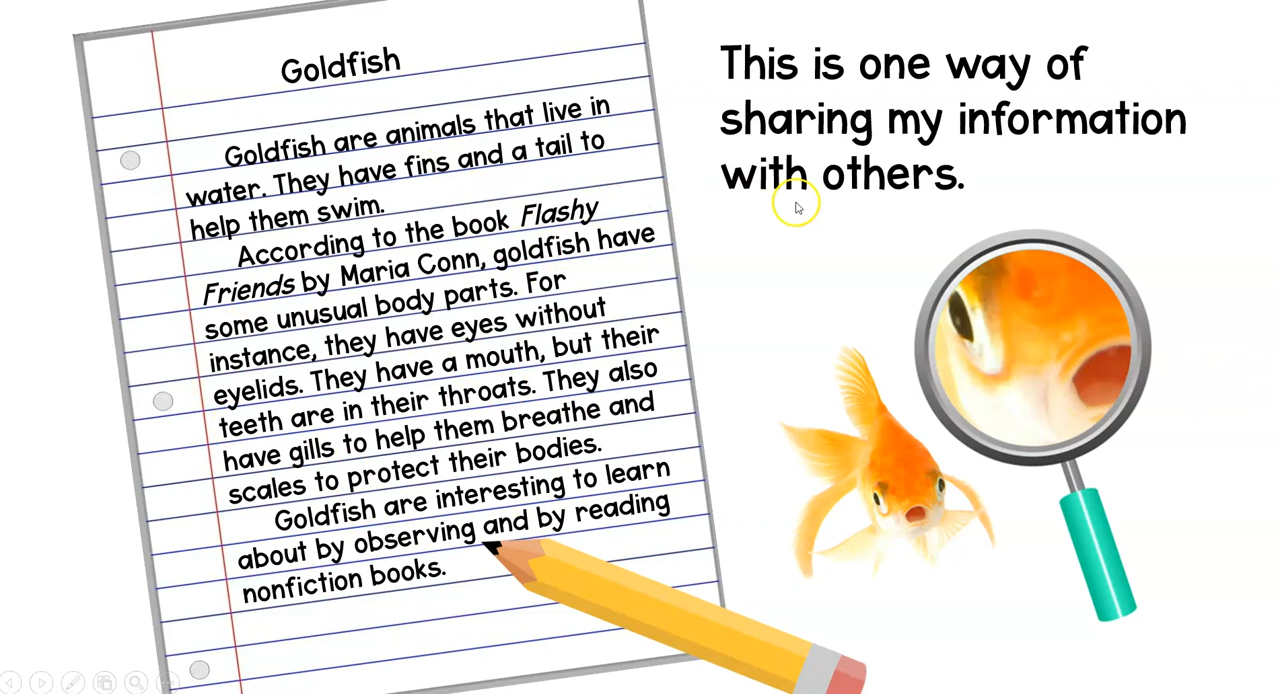 Goldfish
Goldfish are animals that live in
water. They have fins and a tail to
help them swim.
According to the book Flashy
Friends by Maria Conn, goldfish have
some unusual body parts. For
instance, they have eyes without
eyelids. They have a mouth, but their
teeth are in their throats. They also
have gills to help them breathe and
scales to protect their bodies.
Goldfish are interesting to learn
about by observing and by reading
nonfiction books.
This is one way of
sharing my information
with others.